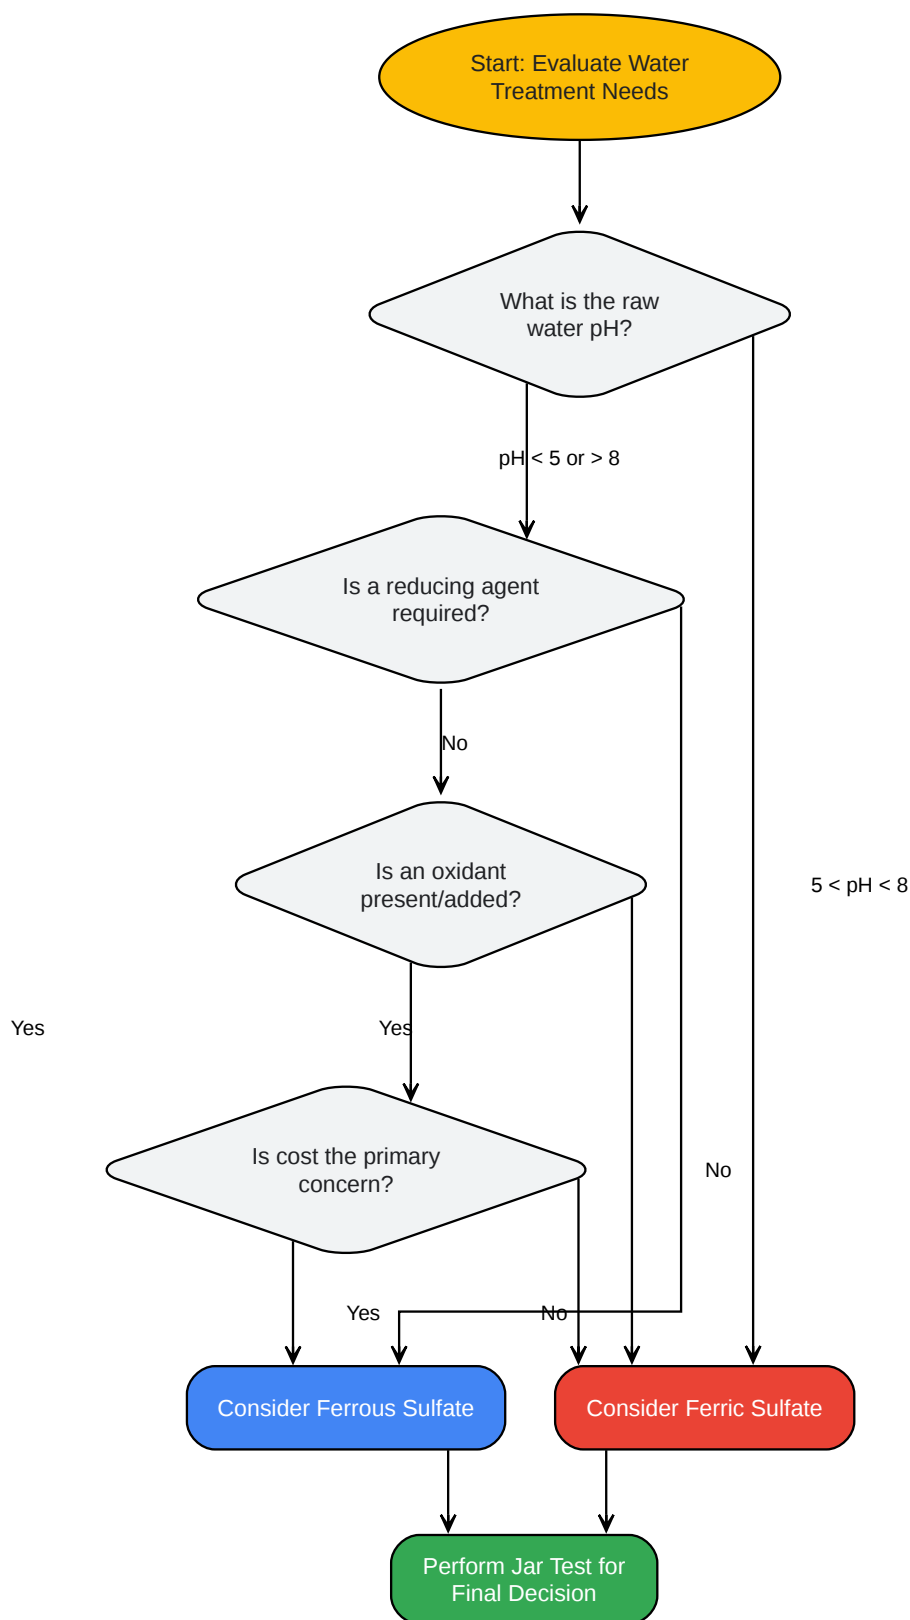 Start: Evaluate Water
Treatment Needs
What is the raw
water pH?
pH < 5 or > 8
Is a reducing agent
required?
No
Is an oxidant
present/added?
5 < pH < 8
Yes
Yes
Is cost the primary
concern?
No
Yes
No
Consider Ferrous Sulfate
Consider Ferric Sulfate
Perform Jar Test for
Final Decision